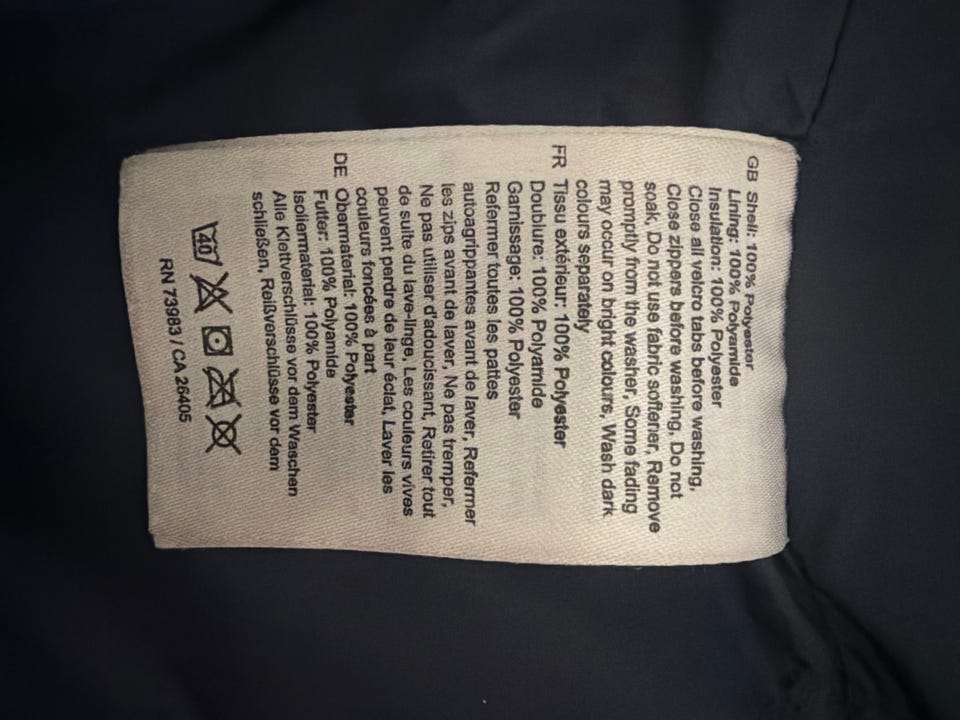 GB Shell: 100% Polyester
Lining: 100% Polyamide
Insulation: 100% Polyester
Close all velcro tabs before washing,
Close zippers before washing, Do not
soak, Do not use fabric softener, Remove
promptly from the washer, Some fading
may occur on bright colours, Wash dark
colours separately
FR Tissu extérieur: 100% Polyester
Doublure: 100% Polyamide
Garnissage: 100% Polyester
Refermer toutes les pattes
autoagrippantes avant de laver, Refermer
les zips avant de laver, Ne pas tremper,
Ne pas utiliser d'adoucissant, Retirer tout
de suite du lave-linge, Les couleurs vives
peuvent perdre de leur éclat, Laver les
couleurs foncées à part
DE Obermaterial: 100% Polyester
Futter: 100% Polyamide
Isoliermaterial: 100% Polyester
Alle Klettverschlüsse vor dem Waschen
schließen, Reißverschlüsse vor dem
40
RN 73983 / CA 26405